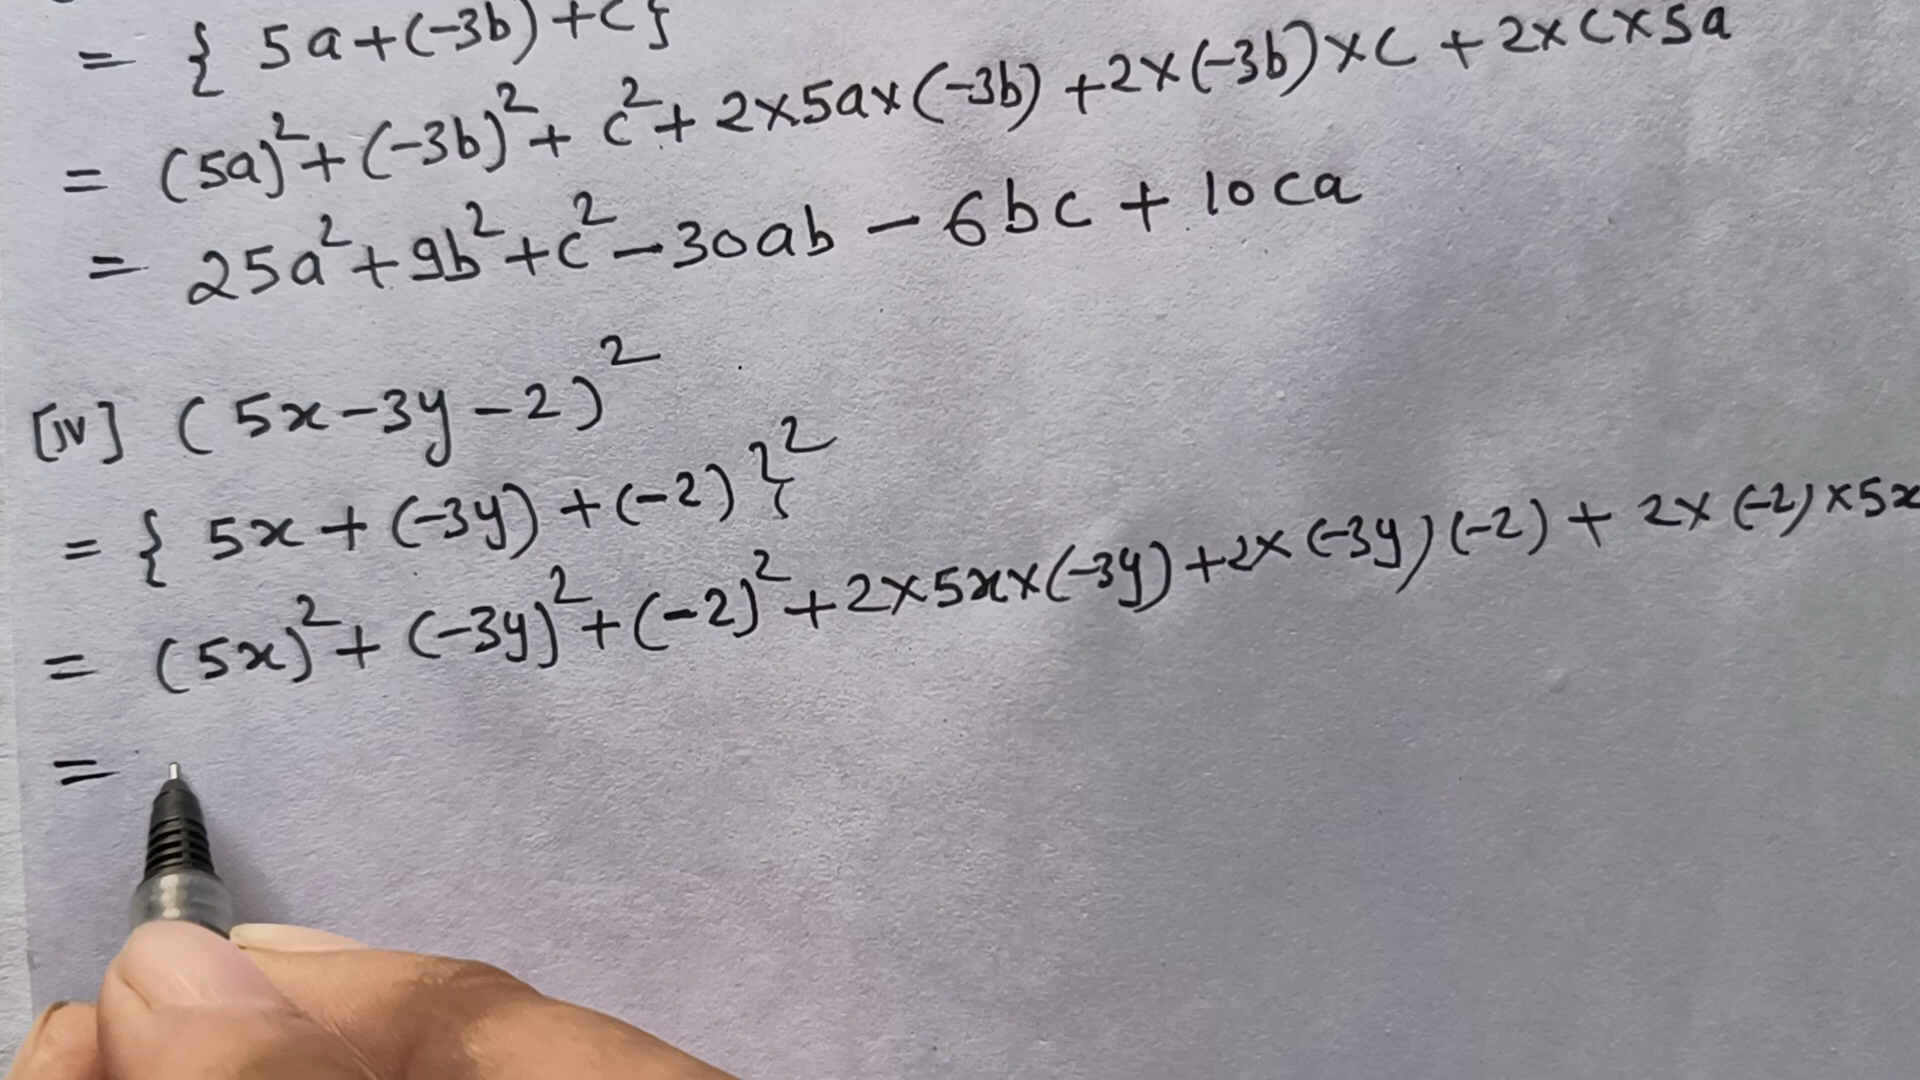 = { 5a+(-3b)+c}
= (5a)²+(-3b)²+ c²+ 2×5a×(-3b) +2×(-3b)×c + 2×c×5a
= 25a²+9b²+c²-30ab - 6bc + 10ca
[iv] (5x-3y-2)²
= { 5x + (-3y) +(-2) }²
= (5x)²+ (-3y)²+(-2)²+2×5x×(-3y)+2×(-3y)(-2) + 2×(-2)×5x
=